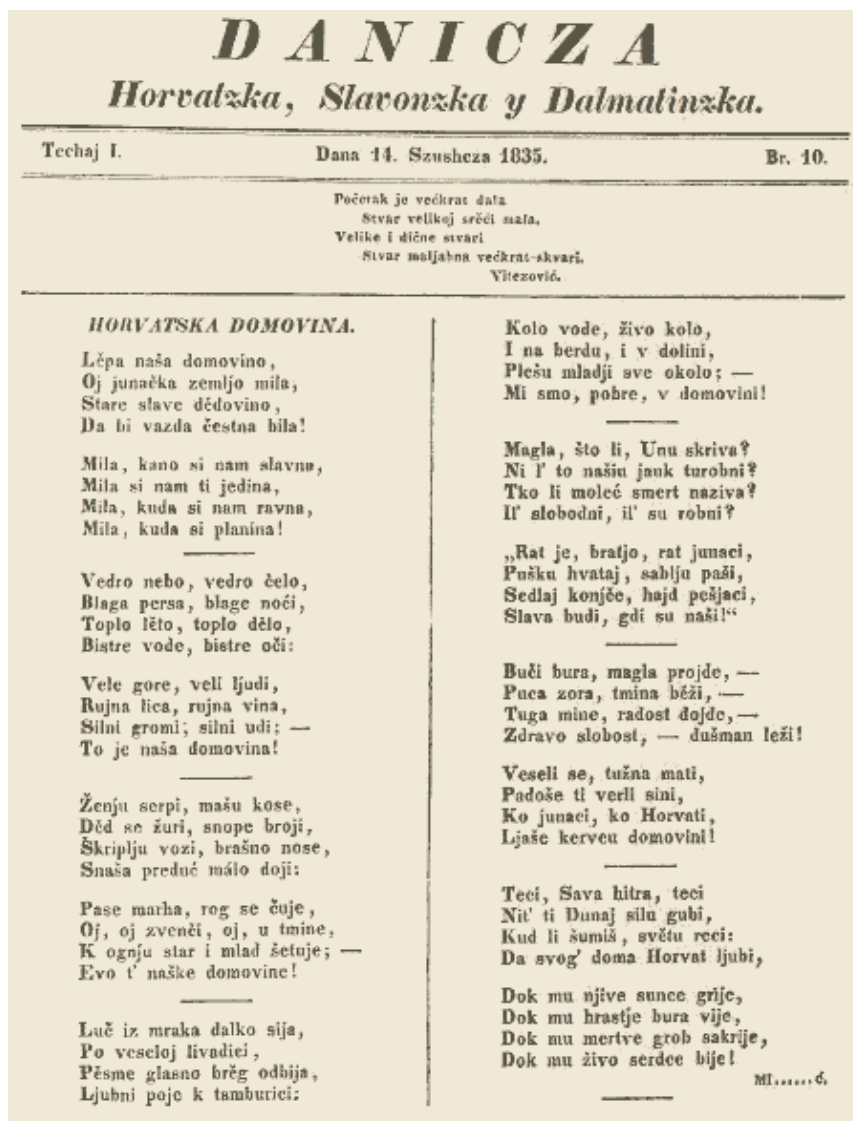 DANICZA
Horvatzka, Slavonzka y Dalmatinzka.
Techaj I.
Dana 14. Szushcza 1835.
Br. 10.
Početak je većkrat dala
Stvar velikoj srěći mala,
Velike i dične stvari
Stvar maljahna većkrat skvari.
Vitezović.
HORVATSKA DOMOVINA.
Lěpa naša domovino,
Oj junačka zemljo mila,
Stare slave dědovino,
Da bi vazda čestna bila!
Mila, kano si nam slavna,
Mila si nam ti jedina,
Mila, kuda si nam ravna,
Mila, kuda si planina!
Vedro nebo, vedro čelo,
Blaga persa, blage noći,
Toplo lěto, toplo dělo,
Bistre vode, bistre oči:
Vele gore, veli ljudi,
Rujna lica, rujna vina,
Silni gromi; silni udi; —
To je naša domovina!
Ženju serpi, mašu kose,
Děd se žuri, snope broji,
Škriplju vozi, brašno nose,
Snaša preduć málo doji:
Pase marha, rog se čuje,
Oj, oj zvenči, oj, u tmine,
K ognju star i mlad šetuje; —
Evo t' naške domovine!
Luč iz mraka dalko sija,
Po veseloj livadici,
Pěsme glasno brěg odbija,
Ljubni poje k tamburici:
Kolo vode, živo kolo,
I na berdu, i v dolini,
Plešu mladji sve okolo; —
Mi smo, pobre, v domovini!
Magla, što li, Unu skriva?
Ni l' to našiu jauk turobni?
Tko li moleć smert naziva?
Il' slobodni, il' su robni?
„Rat je, bratjo, rat junaci,
Pušku hvataj, sablju paši,
Sedlaj konjče, hajd pešjaci,
Slava budi, gdi su naši!“
Buči bura, magla projde, —
Puca zora, tmina běži, —
Tuga mine, radost dojde, —
Zdravo slobost, — dušman leži!
Veseli se, tužna mati,
Padoše ti verli sini,
Ko junaci, ko Horvati,
Ljaše kervcu domovini!
Teci, Sava hitra, teci
Nit' ti Dunaj silu gubi,
Kud li šumiš, světu reci:
Da svog' doma Horvat ljubi,
Dok mu njive sunce grije,
Dok mu hrastje bura vije,
Dok mu mertve grob sakrije,
Dok mu živo serdce bije!
MI......ć.